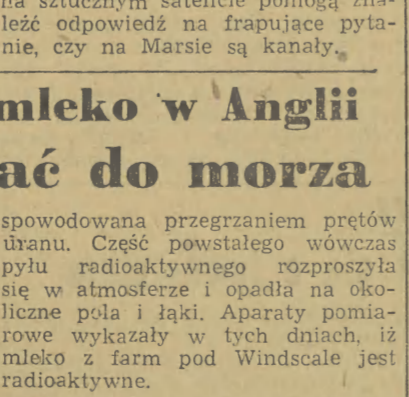 na sztucznym satelicie pomogą zna-
leźć odpowiedź na frapujące pyta-
nie, czy na Marsie są kanały.
mleko w Anglii
ać do morza
spowodowana przegrzaniem prętów
uranu. Część powstałego wówczas
pyłu radioaktywnego rozproszyła
się w atmosferze i opadła na oko-
liczne pola i łąki. Aparaty pomia-
rowe wykazały w tych dniach, iż
mleko z farm pod Windscale jest
radioaktywne.